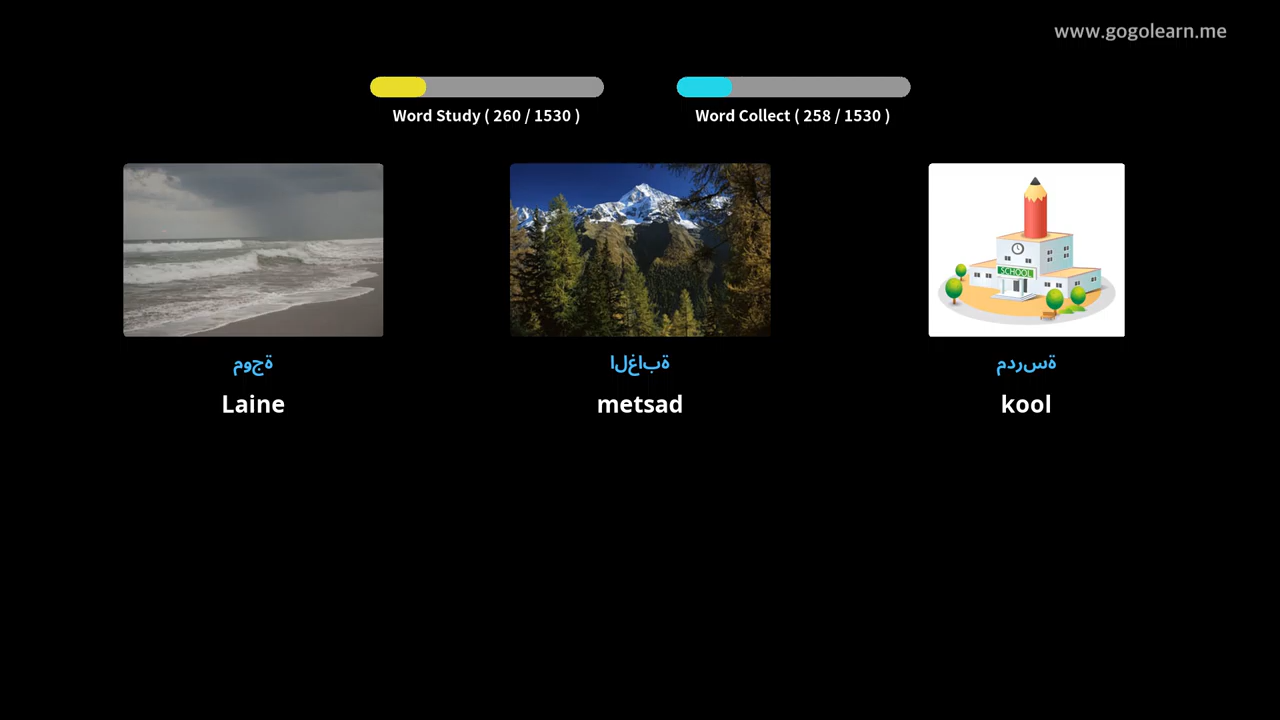 www.gogolearn.me
Word Study ( 260 / 1530 )
Word Collect ( 258 / 1530 )
موجة
الغابة
مدرسة
Laine
metsad
kool
SCHOOL